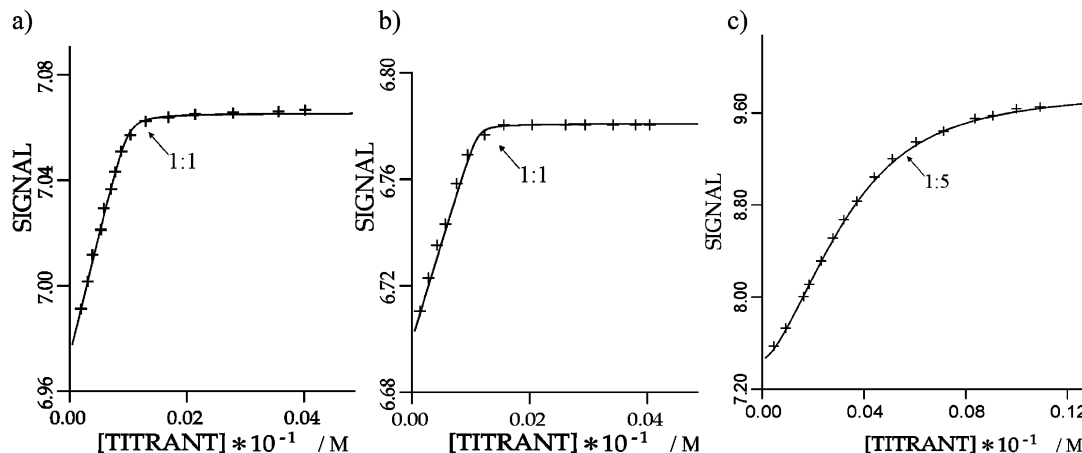 a)
7.08
7.04
7.00
6.96
SIGNAL
1:1
0.00
0.02
0.04
[TITRANT] *10⁻¹ / M
b)
6.80
6.76
6.72
6.68
SIGNAL
1:1
0.00
0.02
0.04
[TITRANT] *10⁻¹ / M
c)
9.60
8.80
8.00
7.20
SIGNAL
1:5
0.00
0.04
0.08
0.12
[TITRANT] *10⁻¹ / M